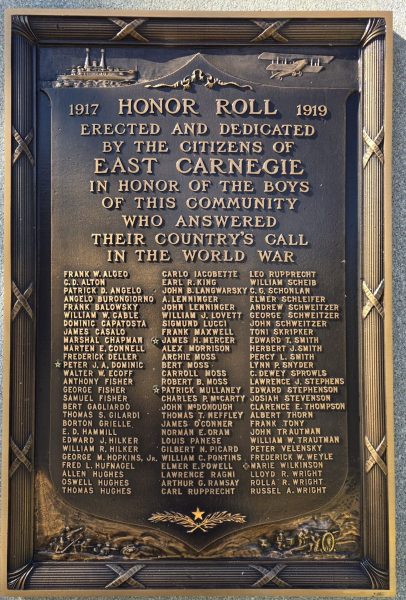 1917 HONOR ROLL 1919
ERECTED AND DEDICATED
BY THE CITIZENS OF
EAST CARNEGIE
IN HONOR OF THE BOYS
OF THIS COMMUNITY
WHO ANSWERED
THEIR COUNTRY'S CALL
IN THE WORLD WAR
FRANK W. ALGEO
C. D. ALTON
PATRICK D. ANGELO
ANGELO BURONGIORNO
FRANK BALOWSKY
WILLIAM W. CABLE
DOMINIC CAPATOSTA
JAMES CASALO
MARSHAL CHAPMAN
MARTEN E. CONNELL
FREDERICK DELLER
PETER J. A. DOMINIC
WALTER W. ECOFF
ANTHONY FISHER
GEORGE FISHER
SAMUEL FISHER
BERT GAGLIARDO
THOMAS S. GILARDI
BORTON GRIELLE
E. D. HAMMILL
EDWARD J. HILKER
WILLIAM R. HILKER
GEORGE M. HOPKINS, Jr.
FRED L. HUFNAGEL
ALLEN HUGHES
OSWELL HUGHES
THOMAS HUGHES
CARLO IACOBETTE
EARL R. KING
JOHN B. LANGWARSKY
A. LENNINGER
JOHN LENNINGER
WILLIAM J. LOVETT
SIGMUND LUCCI
FRANK MAXWELL
JAMES H. MERCER
ALEX MORRISON
ARCHIE MOSS
BERT MOSS
CARROLL MOSS
ROBERT B. MOSS
PATRICK MULLANEY
CHARLES P. McCARTY
JOHN McDONOUGH
THOMAS T. NEFFLEY
JAMES O'CONNER
NORMAN E. ORAM
LOUIS PANESE
GILBERT N. PICARD
WILLIAM C. PONTINS
ELMER E. POWELL
LAWRENCE RAGNI
ARTHUR G. RAMSAY
CARL RUPPRECHT
LEO RUPPRECHT
WILLIAM SCHEIB
C. G. SCHONLAN
ELMER SCHLEIFER
ANDREW SCHWEITZER
GEORGE SCHWEITZER
JOHN SCHWEITZER
TONI SKRIPKER
EDWARD T. SMITH
HERBERT J. SMITH
PERCY L. SMITH
LYNN P. SNYDER
C. DEWEY SPROWLS
LAWRENCE J. STEPHENS
EDWARD STEPHENSON
JOSIAH STEVENSON
CLARENCE E. THOMPSON
ALBERT THORN
FRANK TONY
JOHN TRAUTMAN
WILLIAM W. TRAUTMAN
PETER VELENSKY
FREDERICK W. WEYLE
MARIE WILKINSON
LLOYD R. WRIGHT
ROLLA R. WRIGHT
RUSSEL A. WRIGHT